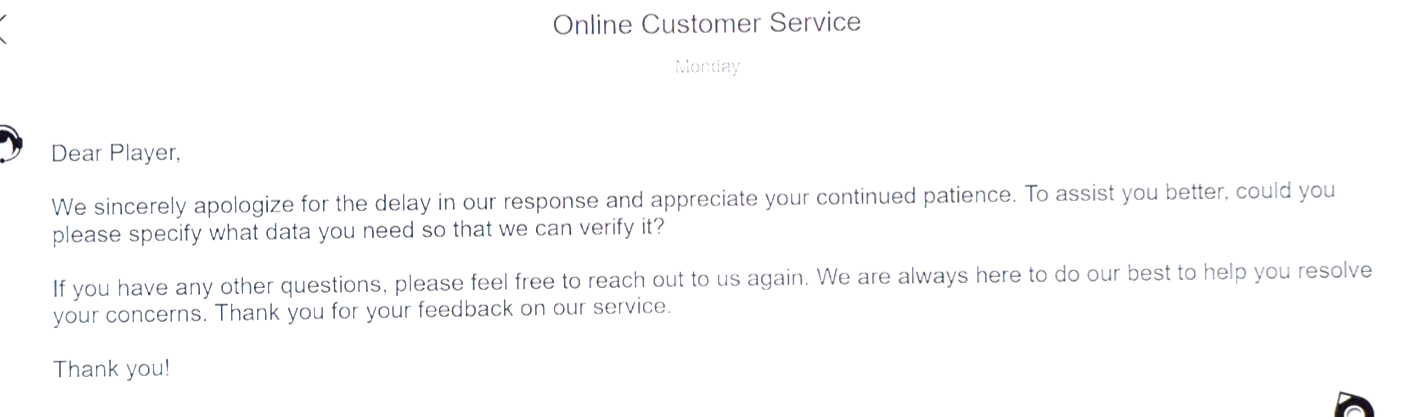 Online Customer Service
Monday
Dear Player,
We sincerely apologize for the delay in our response and appreciate your continued patience. To assist you better, could you
please specify what data you need so that we can verify it?
If you have any other questions, please feel free to reach out to us again. We are always here to do our best to help you resolve
your concerns. Thank you for your feedback on our service.
Thank you!